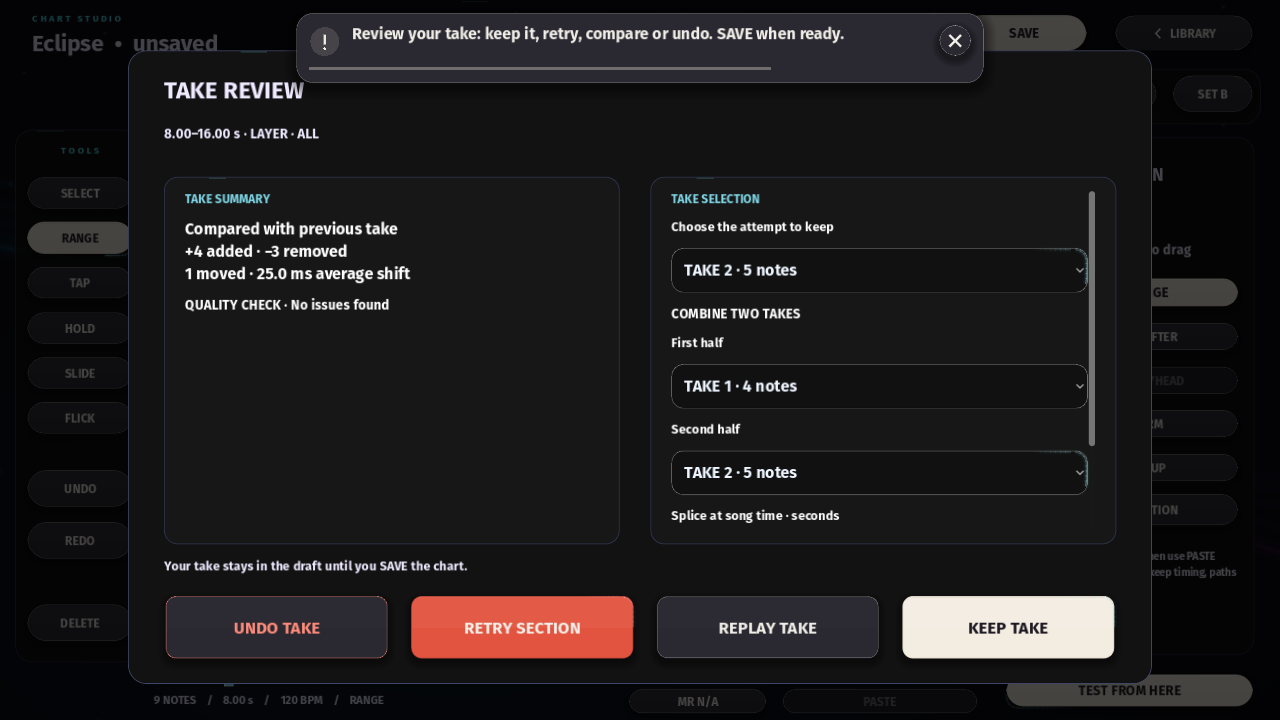 CHART STUDIO
Eclipse • unsaved
! Review your take: keep it, retry, compare or undo. SAVE when ready.
SAVE
LIBRARY
SET B
TAKE REVIEW
8.00–16.00 s · LAYER · ALL
TOOLS
SELECT
RANGE
TAP
HOLD
SLIDE
FLICK
UNDO
REDO
DELETE
TAKE SUMMARY
Compared with previous take
+4 added · −3 removed
1 moved · 25.0 ms average shift
QUALITY CHECK · No issues found
TAKE SELECTION
Choose the attempt to keep
TAKE 2 · 5 notes
COMBINE TWO TAKES
First half
TAKE 1 · 4 notes
Second half
TAKE 2 · 5 notes
Splice at song time · seconds
o drag
Your take stays in the draft until you SAVE the chart.
UNDO TAKE
RETRY SECTION
REPLAY TAKE
KEEP TAKE
use PASTE
keep timing, paths
9 NOTES / 8.00 s / 120 BPM / RANGE
MR N/A
PASTE
TEST FROM HERE